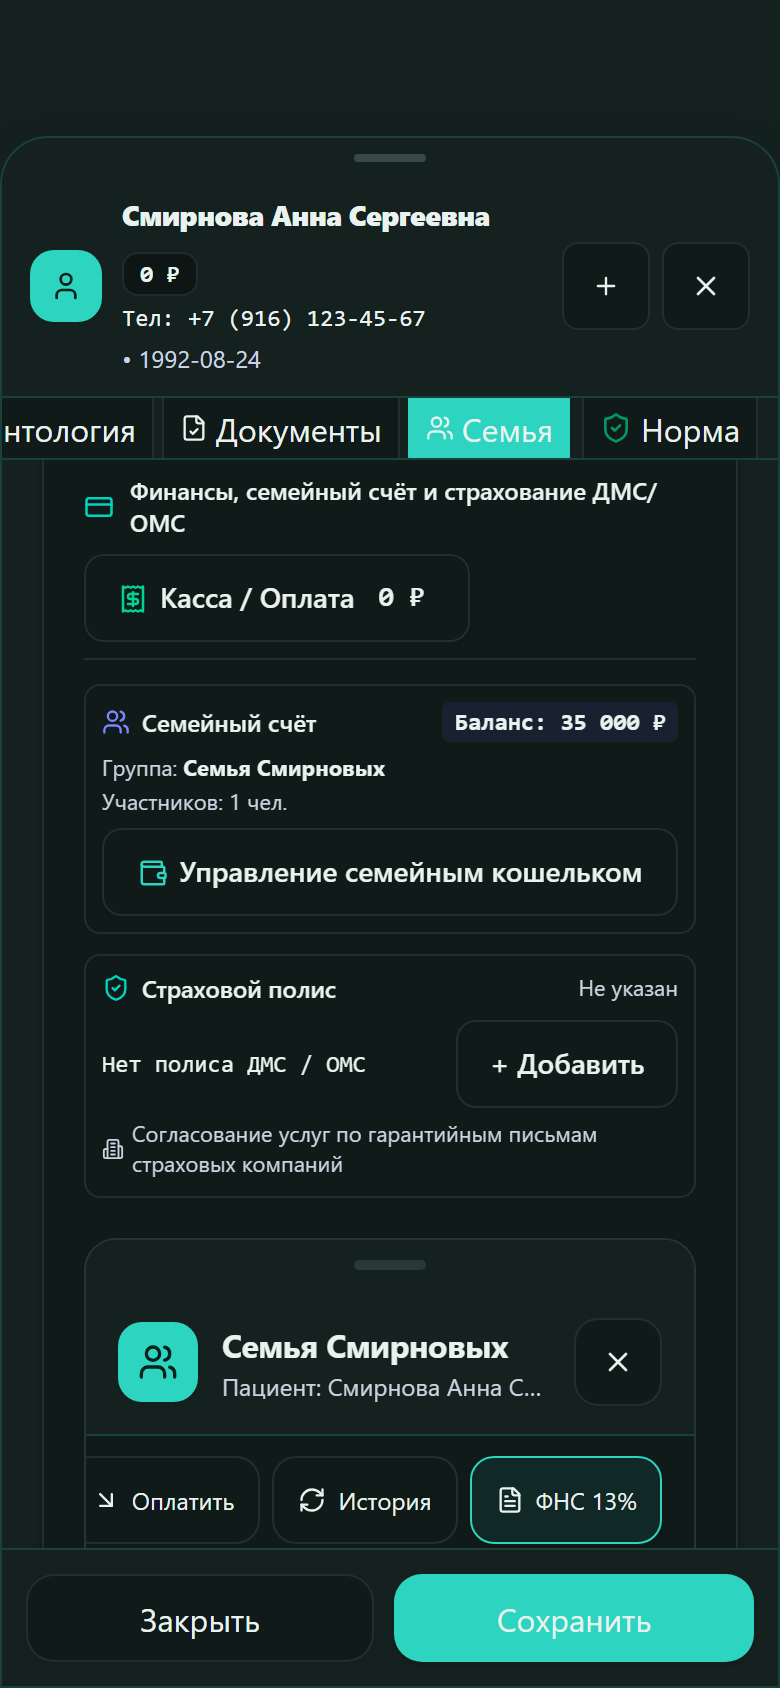 Смирнова Анна Сергеевна
0 ₽
Тел: +7 (916) 123-45-67
• 1992-08-24
нтология
Документы
Семья
Норма
Финансы, семейный счёт и страхование ДМС/
ОМС
Касса / Оплата 0 ₽
Семейный счёт
Баланс: 35 000 ₽
Группа: Семья Смирновых
Участников: 1 чел.
Управление семейным кошельком
Страховой полис
Не указан
Нет полиса ДМС / ОМС
+ Добавить
Согласование услуг по гарантийным письмам
страховых компаний
Семья Смирновых
Пациент: Смирнова Анна С...
Оплатить
История
ФНС 13%
Закрыть
Сохранить